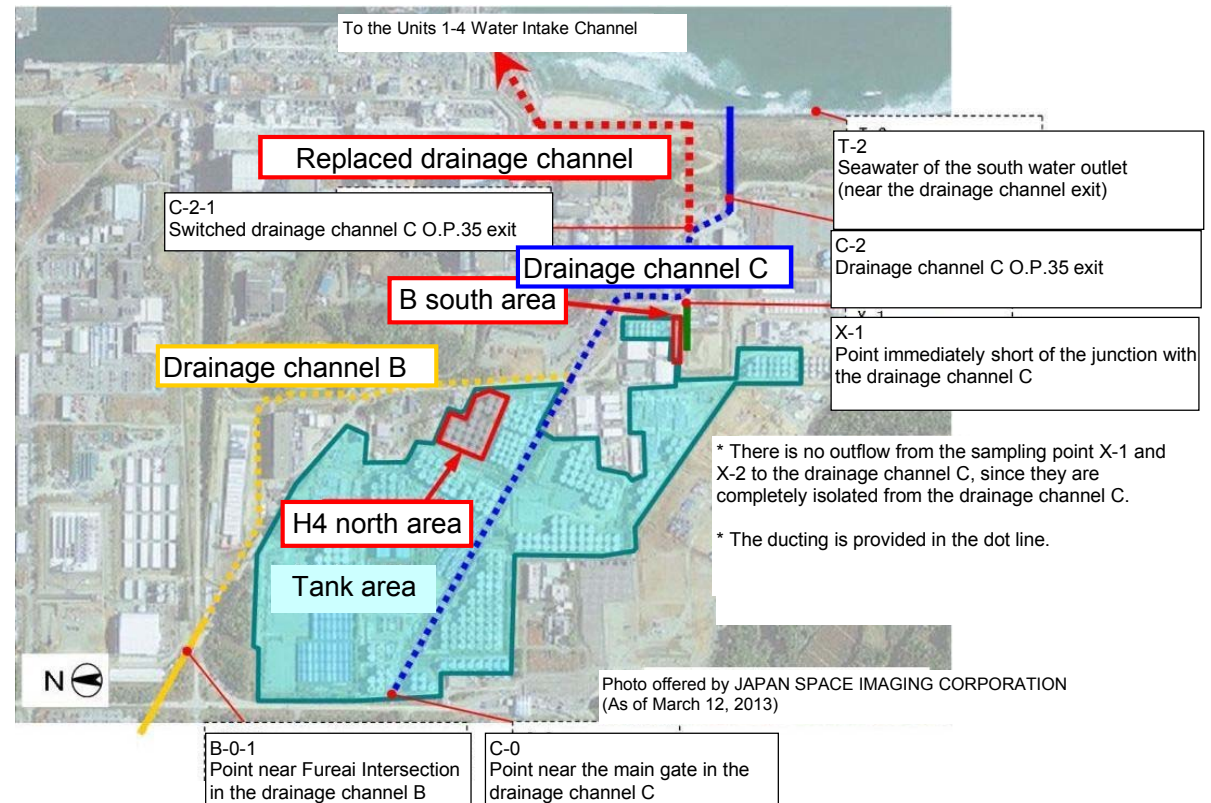 To the Units 1-4 Water Intake Channel
Replaced drainage channel
T-2
Seawater of the south water outlet
(near the drainage channel exit)
C-2-1
Switched drainage channel C O.P.35 exit
C-2
Drainage channel C O.P.35 exit
Drainage channel C
B south area
X-1
Point immediately short of the junction with
the drainage channel C
Drainage channel B
* There is no outflow from the sampling point X-1 and
X-2 to the drainage channel C, since they are
completely isolated from the drainage channel C.
* The ducting is provided in the dot line.
H4 north area
Tank area
N
Photo offered by JAPAN SPACE IMAGING CORPORATION
(As of March 12, 2013)
B-0-1
Point near Fureai Intersection
in the drainage channel B
C-0
Point near the main gate in the
drainage channel C